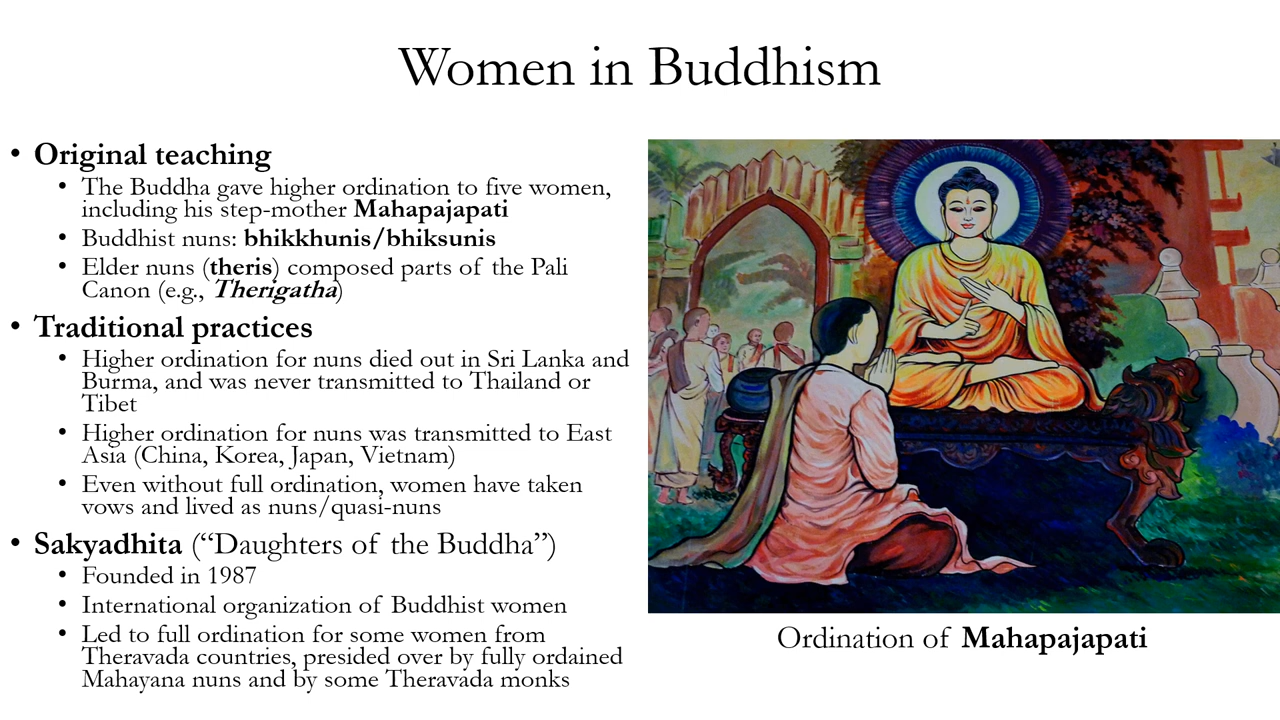 Women in Buddhism
• Original teaching
• The Buddha gave higher ordination to five women,
including his step-mother Mahapajapati
• Buddhist nuns: bhikkhunis/bhiksunis
• Elder nuns (theris) composed parts of the Pali
Canon (e.g., Therigatha)
• Traditional practices
• Higher ordination for nuns died out in Sri Lanka and
Burma, and was never transmitted to Thailand or
Tibet
• Higher ordination for nuns was transmitted to East
Asia (China, Korea, Japan, Vietnam)
• Even without full ordination, women have taken
vows and lived as nuns/quasi-nuns
• Sakyadhita (“Daughters of the Buddha”)
• Founded in 1987
• International organization of Buddhist women
• Led to full ordination for some women from
Theravada countries, presided over by fully ordained
Mahayana nuns and by some Theravada monks
Ordination of Mahapajapati